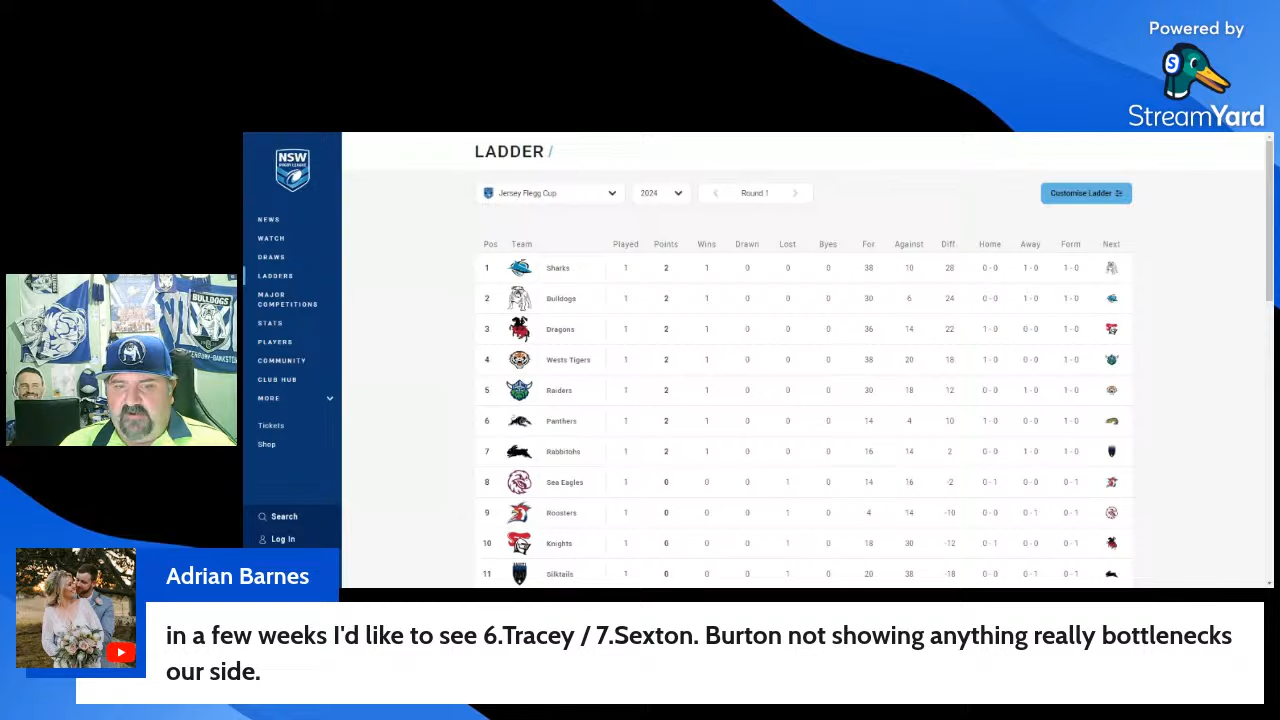 Powered by
StreamYard
NSW
RUGBY LEAGUE
LADDER /
Jersey Flegg Cup
2024
Round 1
Customise Ladder
NEWS
WATCH
DRAWS
LADDERS
MAJOR
COMPETITIONS
STATS
PLAYERS
COMMUNITY
CLUB HUB
MORE
Tickets
Shop
Search
Log In
Pos Team Played Points Wins Drawn Lost Byes For Against Diff Home Away Form Next
1 Sharks 1 2 1 0 0 0 38 10 28 0 - 0 1 - 0 1 - 0
2 Bulldogs 1 2 1 0 0 0 30 6 24 0 - 0 1 - 0 1 - 0
3 Dragons 1 2 1 0 0 0 36 14 22 1 - 0 0 - 0 1 - 0
4 Wests Tigers 1 2 1 0 0 0 38 20 18 1 - 0 0 - 0 1 - 0
5 Raiders 1 2 1 0 0 0 30 18 12 0 - 0 1 - 0 1 - 0
6 Panthers 1 2 1 0 0 0 14 4 10 1 - 0 0 - 0 1 - 0
7 Rabbitohs 1 2 1 0 0 0 16 14 2 0 - 0 1 - 0 1 - 0
8 Sea Eagles 1 0 0 0 1 0 14 16 -2 0 - 1 0 - 0 0 - 1
9 Roosters 1 0 0 0 1 0 4 14 -10 0 - 0 0 - 1 0 - 1
10 Knights 1 0 0 0 1 0 18 30 -12 0 - 1 0 - 0 0 - 1
11 Silktails 1 0 0 0 1 0 20 38 -18 0 - 0 0 - 1 0 - 1
BULLDOGS
Adrian Barnes
in a few weeks I'd like to see 6.Tracey / 7.Sexton. Burton not showing anything really bottlenecks
our side.